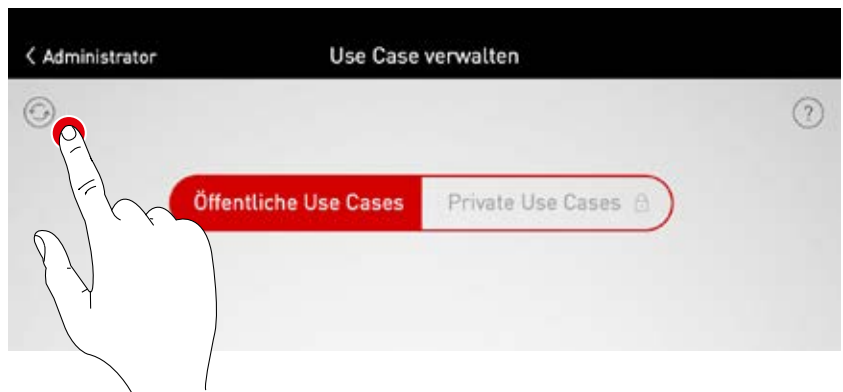 < Administrator
Use Case verwalten
?
Öffentliche Use Cases
Private Use Cases